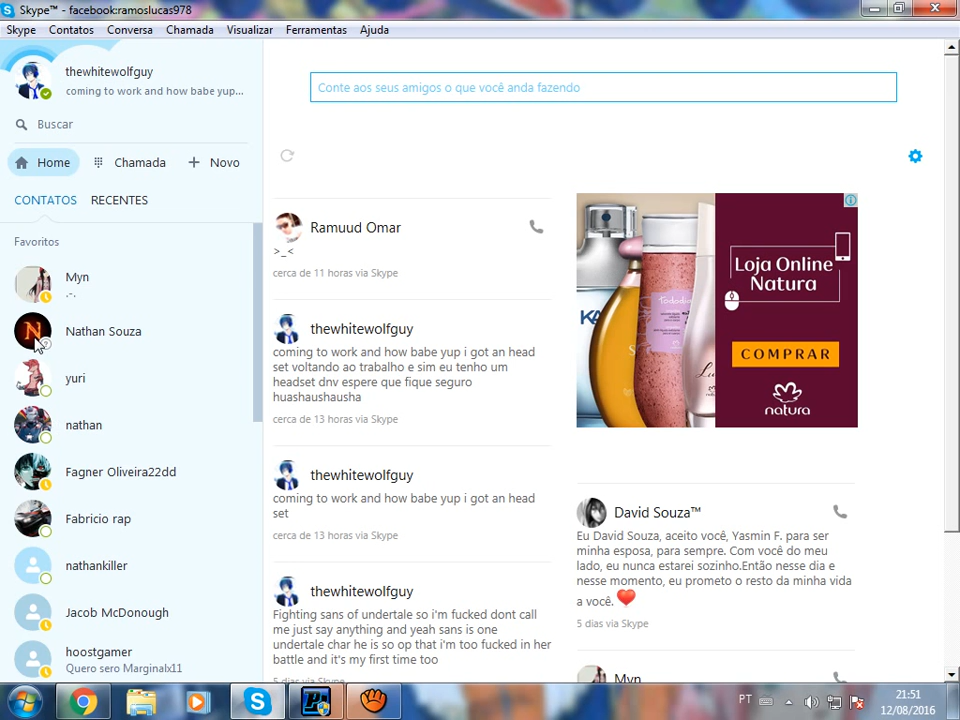 Skype™ - facebook:ramoslucas978
Skype Contatos Conversa Chamada Visualizar Ferramentas Ajuda
thewhitewolfguy
coming to work and how babe yup...
Buscar
Home Chamada Novo
CONTATOS RECENTES
Favoritos
Myn
.-.
Nathan Souza
yuri
nathan
Fagner Oliveira22dd
Fabricio rap
nathankiller
Jacob McDonough
hoostgamer
Quero sero Marginalx11
Conte aos seus amigos o que você anda fazendo
Ramuud Omar
>_<
cerca de 11 horas via Skype
thewhitewolfguy
coming to work and how babe yup i got an head
set voltando ao trabalho e sim eu tenho um
headset dnv espere que fique seguro
huashaushausha
cerca de 13 horas via Skype
thewhitewolfguy
coming to work and how babe yup i got an head
set
cerca de 13 horas via Skype
thewhitewolfguy
Fighting sans of undertale so i'm fucked dont call
me just say anything and yeah sans is one
undertale char he is so op that i'm too fucked in her
battle and it's my first time too
5 dias via Skype
Loja Online
Natura
COMPRAR
natura
David Souza™
Eu David Souza, aceito você, Yasmin F. para ser
minha esposa, para sempre. Com você do meu
lado, eu nunca estarei sozinho.Então nesse dia e
nesse momento, eu prometo o resto da minha vida
a você.
5 dias via Skype
Myn
PT
21:51
12/08/2016